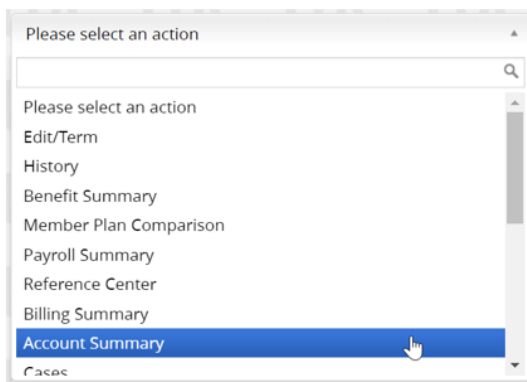 Please select an action
Please select an action
Edit/Term
History
Benefit Summary
Member Plan Comparison
Payroll Summary
Reference Center
Billing Summary
Account Summary
Cases